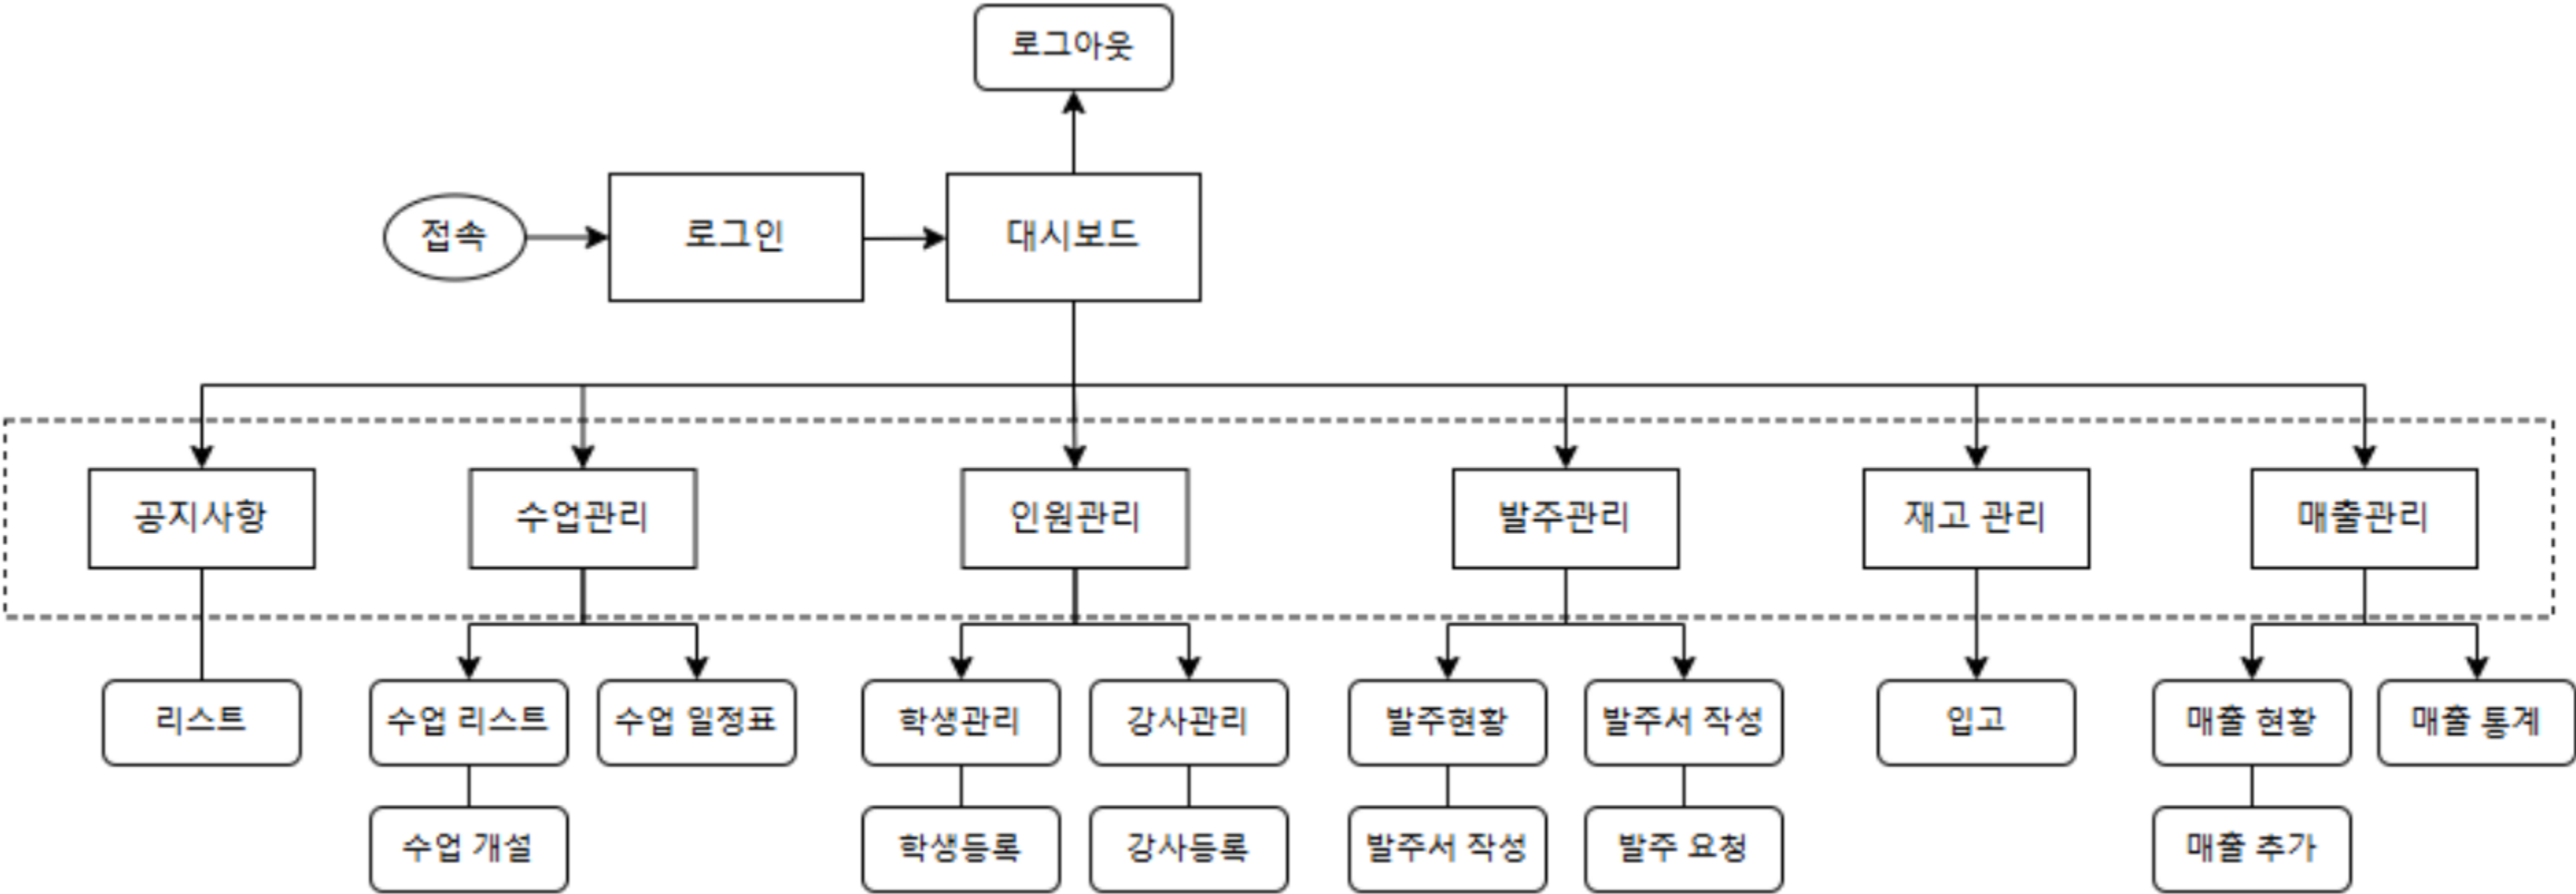 로그아웃
접속
로그인
대시보드
공지사항
수업관리
인원관리
발주관리
재고 관리
매출관리
리스트
수업 리스트
수업 일정표
학생관리
강사관리
발주현황
발주서 작성
입고
매출 현황
매출 통계
수업 개설
학생등록
강사등록
발주서 작성
발주 요청
매출 추가